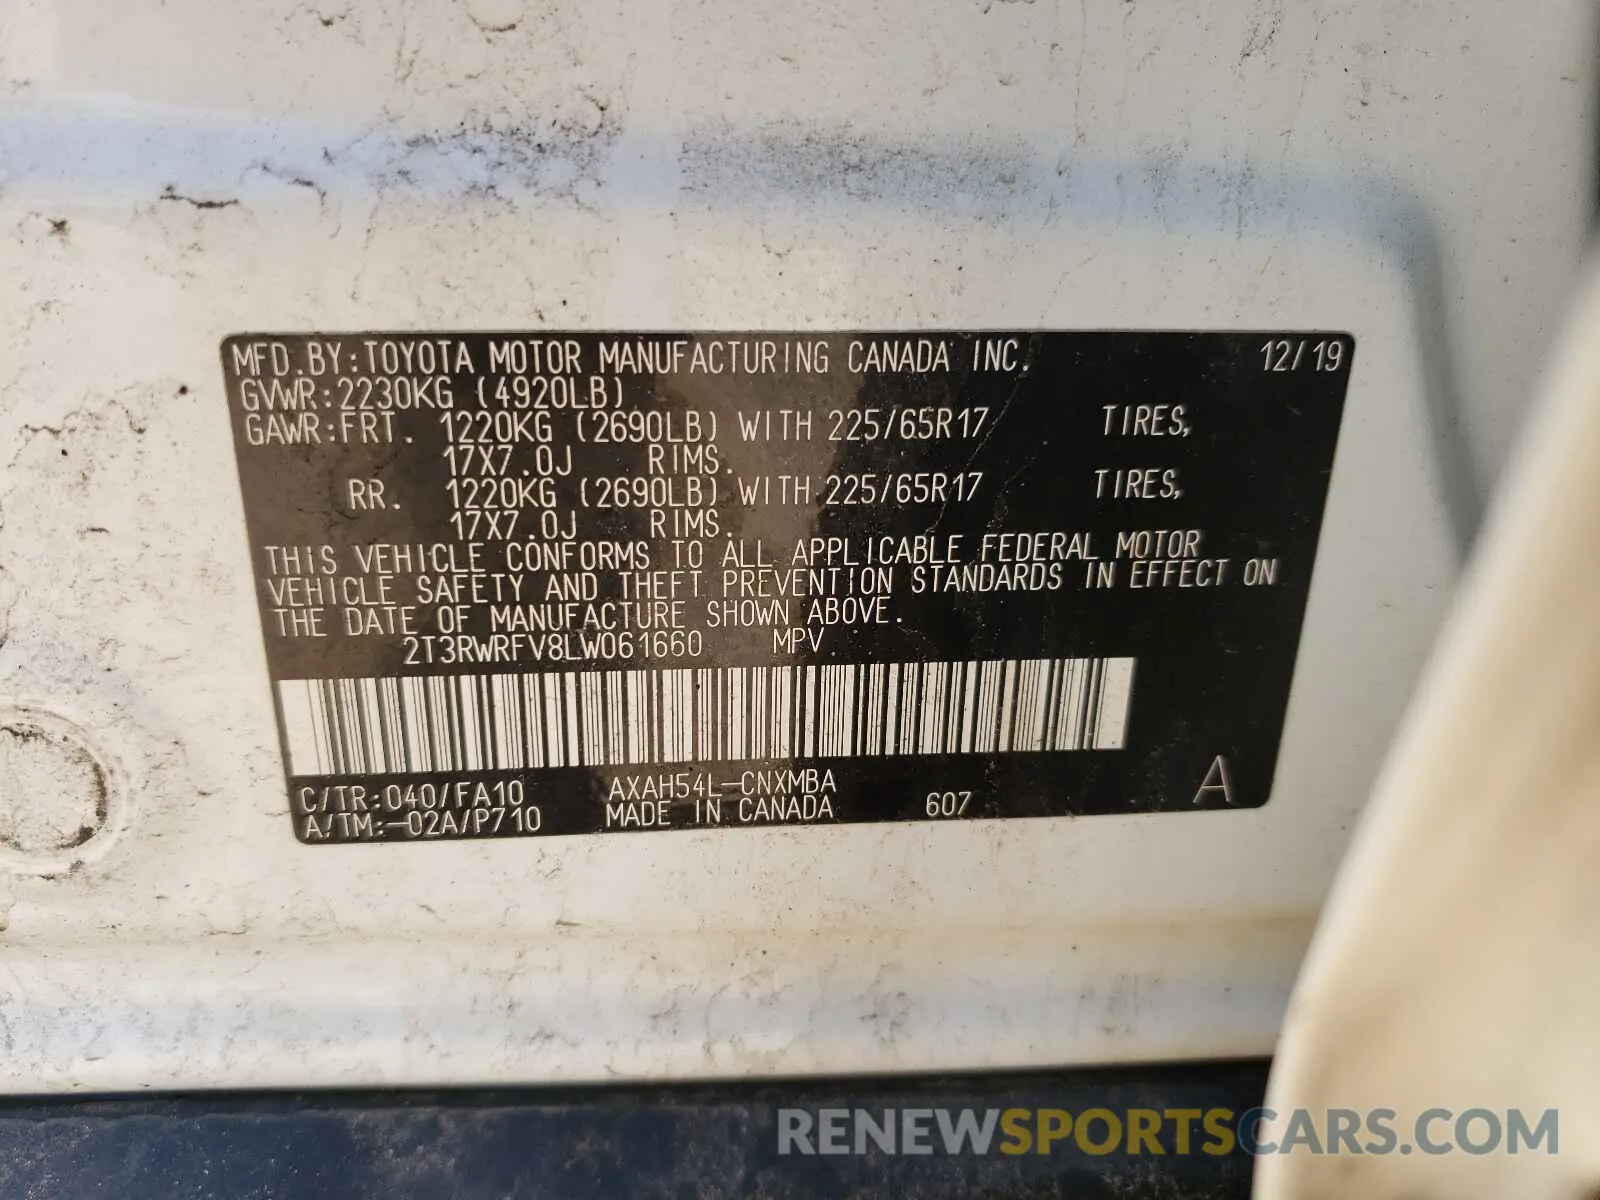 MFD.BY:TOYOTA MOTOR MANUFACTURING CANADA INC. 12/19
GVWR:2230KG (4920LB)
GAWR:FRT. 1220KG (2690LB) WITH 225/65R17 TIRES,
17X7.0J RIMS.
RR. 1220KG (2690LB) WITH 225/65R17 TIRES,
17X7.0J RIMS.
THIS VEHICLE CONFORMS TO ALL APPLICABLE FEDERAL MOTOR
VEHICLE SAFETY AND THEFT PREVENTION STANDARDS IN EFFECT ON
THE DATE OF MANUFACTURE SHOWN ABOVE.
2T3RWRFV8LW061660 MPV
C/TR:040/FA10 AXAH54L-CNXMBA
A/TM:-02A/P710 MADE IN CANADA 607 A
RENEWSPORTSCARS.COM